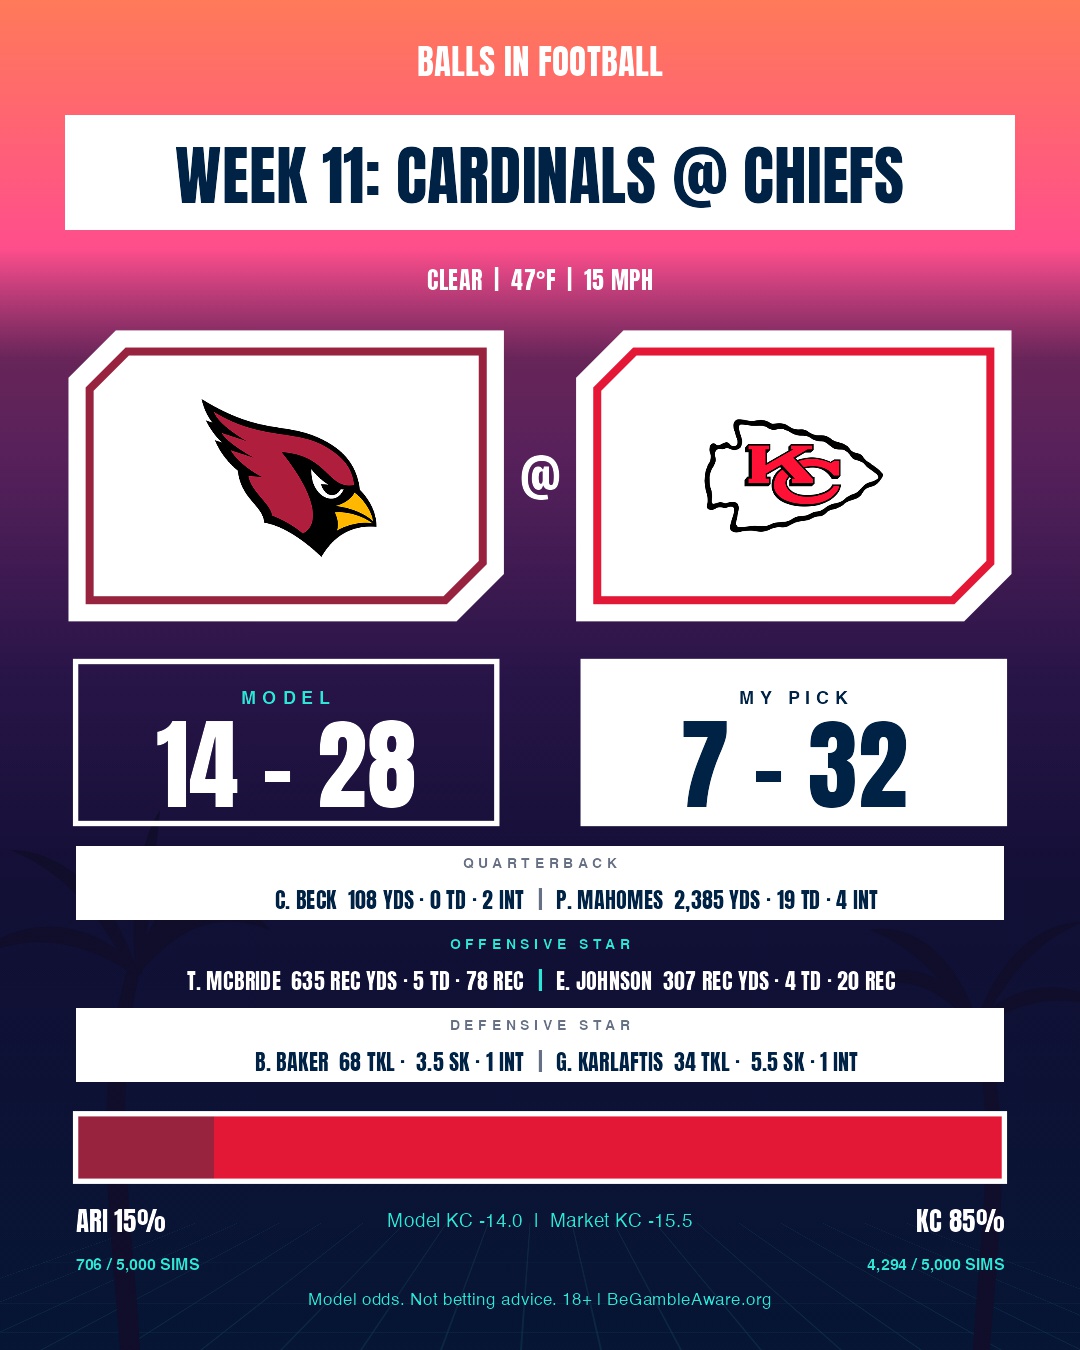 BALLS IN FOOTBALL
WEEK 11: CARDINALS @ CHIEFS
CLEAR | 47°F | 15 MPH
@
KC
MODEL
14 - 28
MY PICK
7 - 32
QUARTERBACK
C. BECK 108 YDS · 0 TD · 2 INT | P. MAHOMES 2,385 YDS · 19 TD · 4 INT
OFFENSIVE STAR
T. MCBRIDE 635 REC YDS · 5 TD · 78 REC | E. JOHNSON 307 REC YDS · 4 TD · 20 REC
DEFENSIVE STAR
B. BAKER 68 TKL · 3.5 SK · 1 INT | G. KARLAFTIS 34 TKL · 5.5 SK · 1 INT
ARI 15%
Model KC -14.0 | Market KC -15.5
KC 85%
706 / 5,000 SIMS
4,294 / 5,000 SIMS
Model odds. Not betting advice. 18+ | BeGambleAware.org